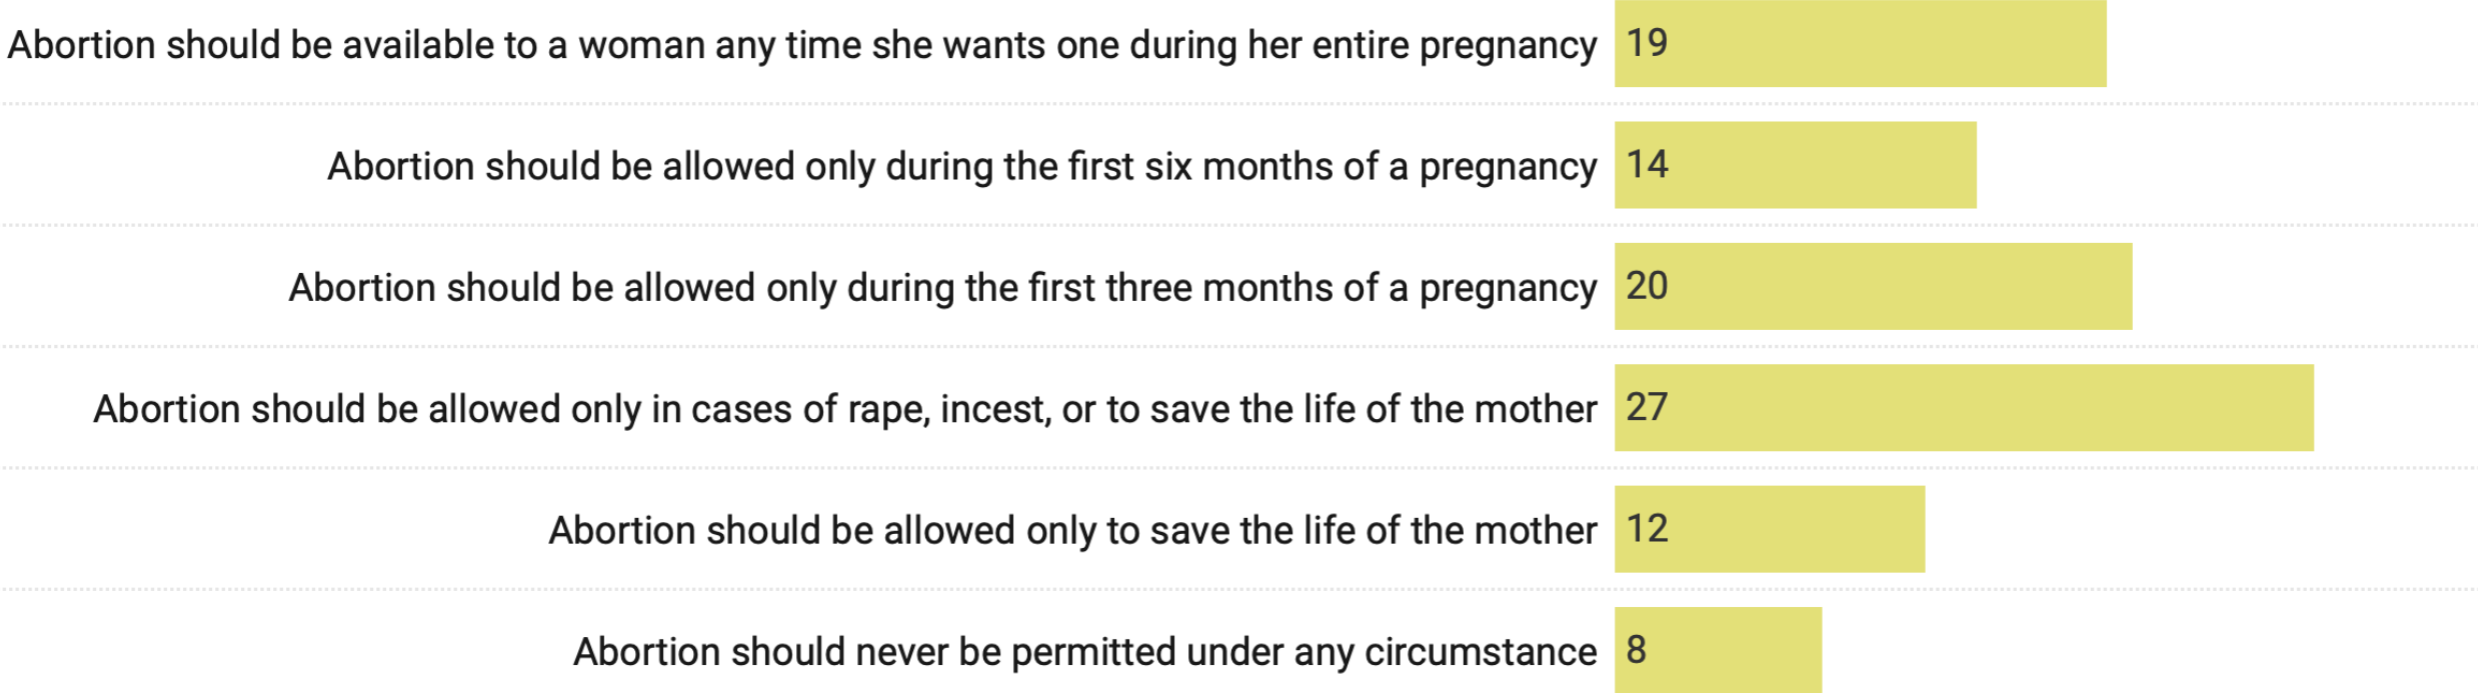 Abortion should be available to a woman any time she wants one during her entire pregnancy 19
Abortion should be allowed only during the first six months of a pregnancy 14
Abortion should be allowed only during the first three months of a pregnancy 20
Abortion should be allowed only in cases of rape, incest, or to save the life of the mother 27
Abortion should be allowed only to save the life of the mother 12
Abortion should never be permitted under any circumstance 8